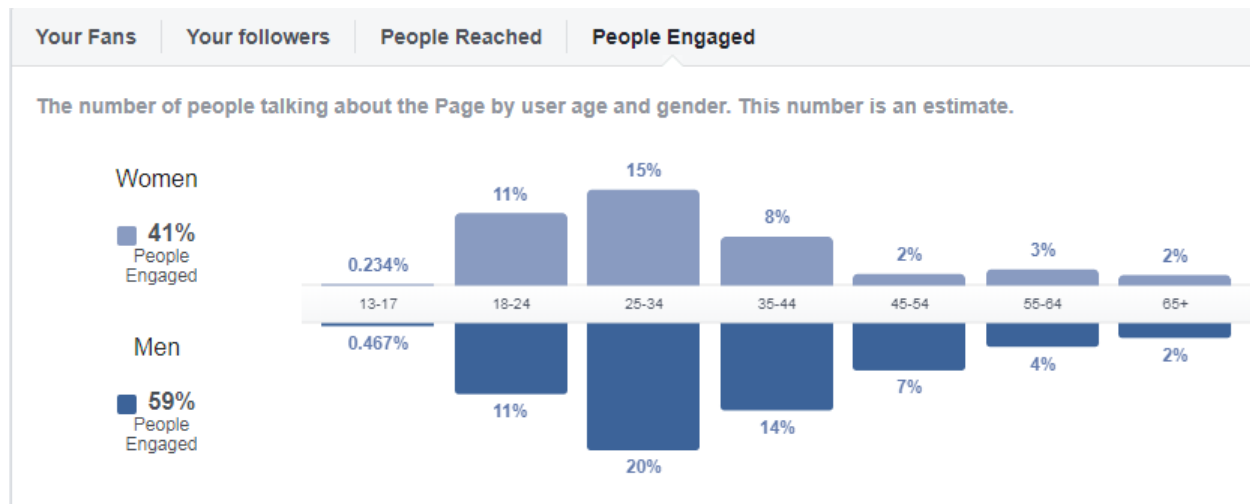 Your Fans Your followers People Reached People Engaged
The number of people talking about the Page by user age and gender. This number is an estimate.
Women
41%
People
Engaged
0.234% 11% 15% 8% 2% 3% 2%
13-17 18-24 25-34 35-44 45-54 55-64 65+
Men
59%
People
Engaged
0.467% 11% 20% 14% 7% 4% 2%